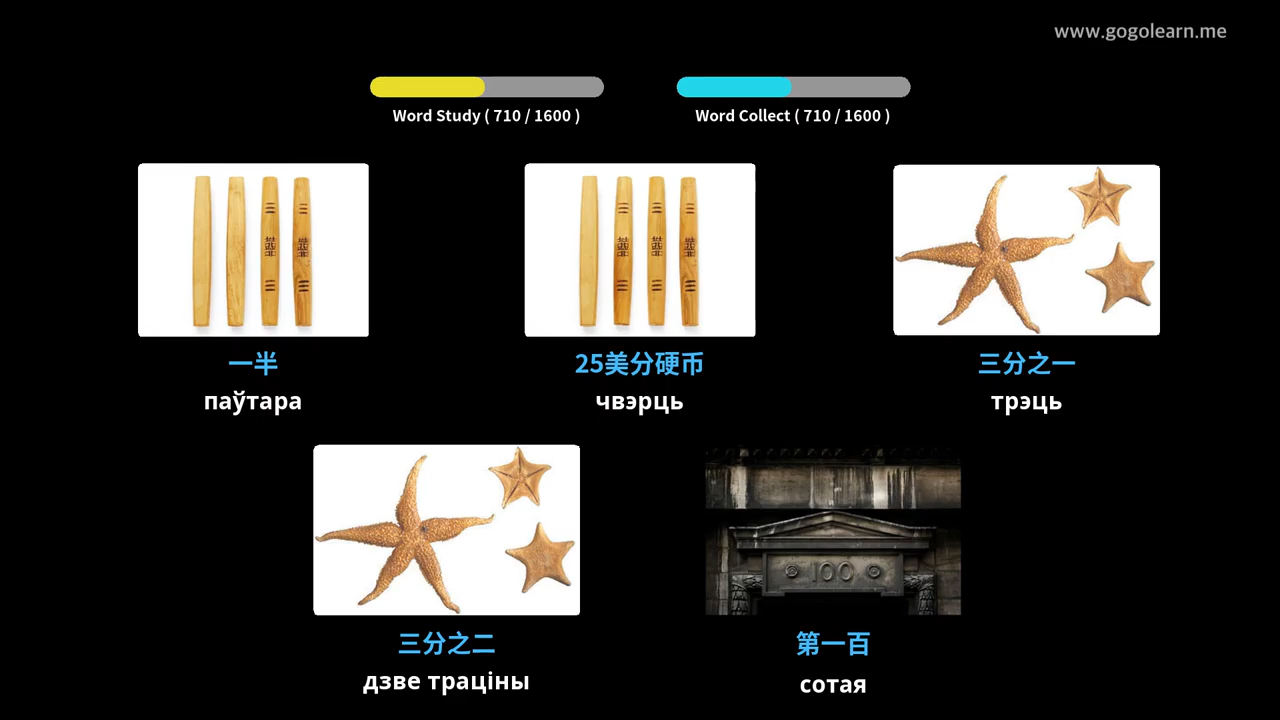 www.gogolearn.me
Word Study ( 710 / 1600 )
Word Collect ( 710 / 1600 )
一半
паўтара
25美分硬币
чвэрць
三分之一
трэць
三分之二
дзве траціны
100
第一百
сотая